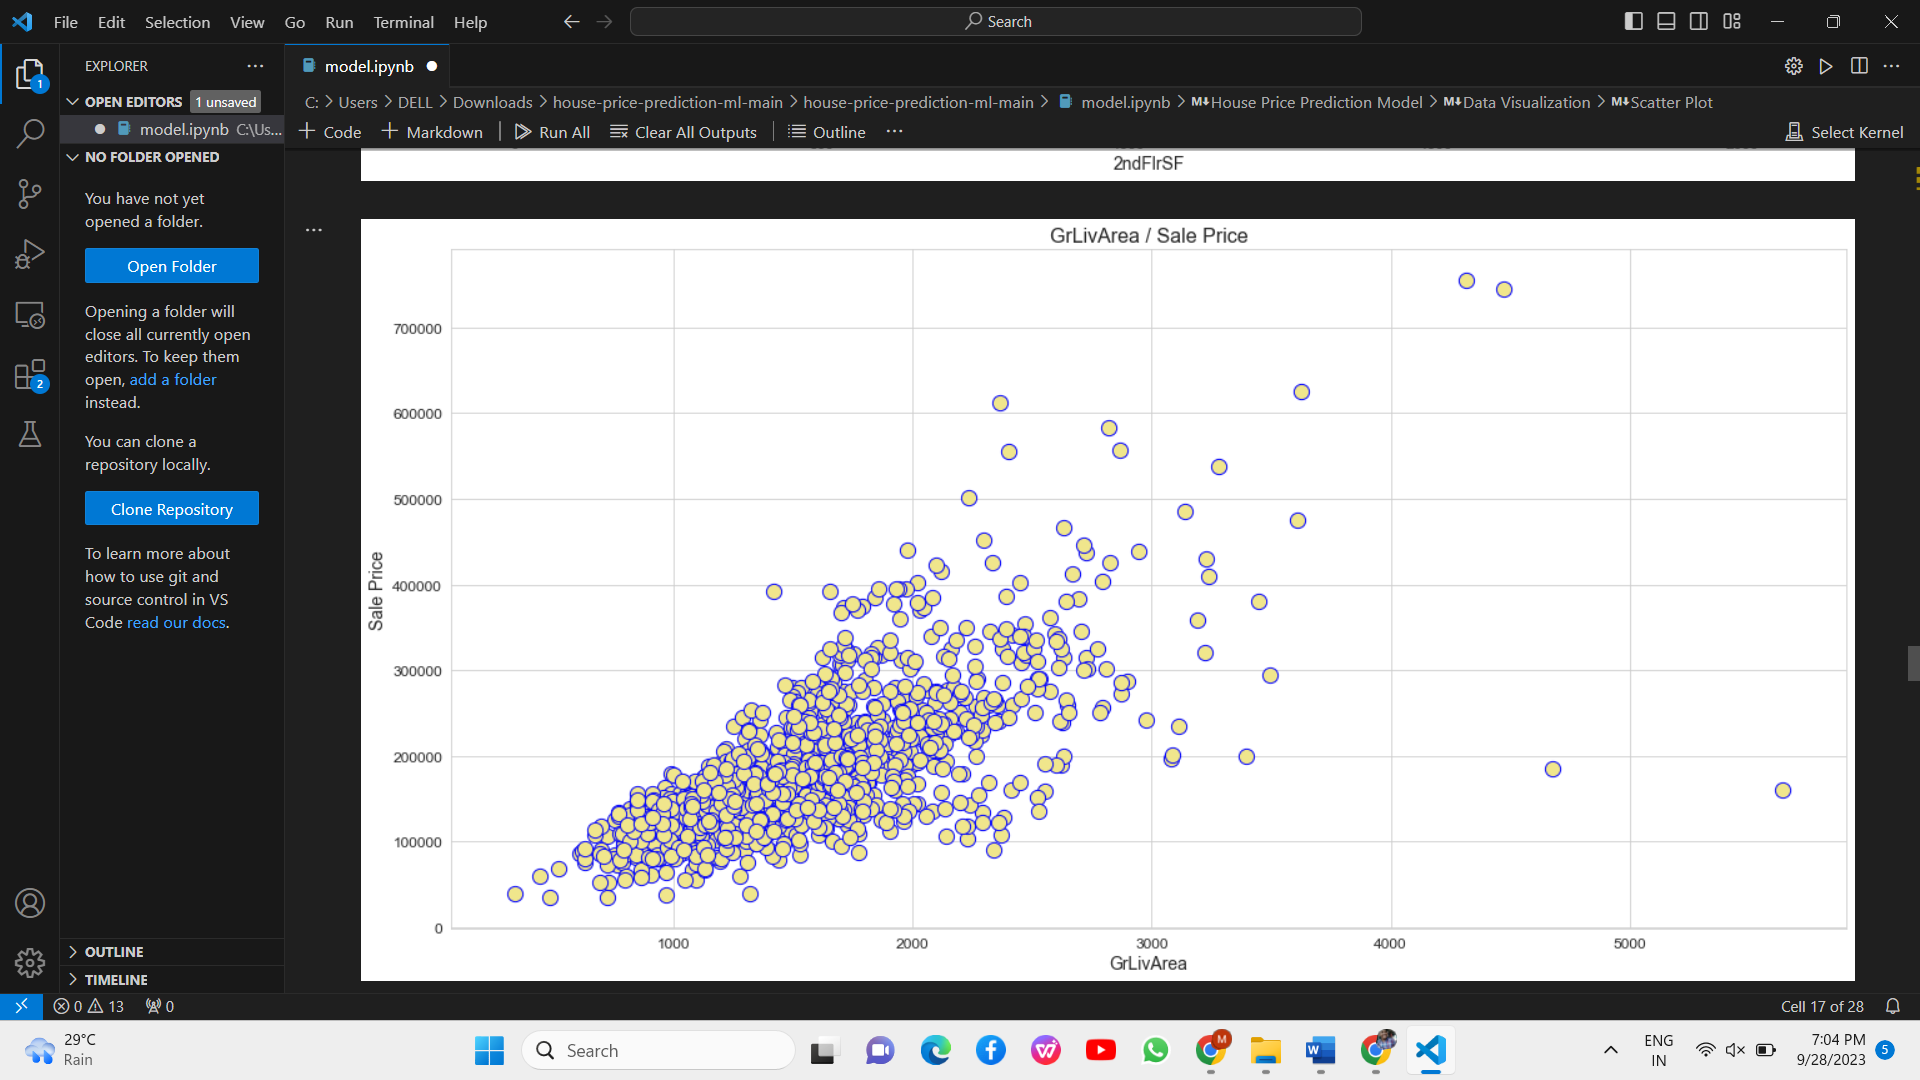 File Edit Selection View Go Run Terminal Help
Search
EXPLORER
OPEN EDITORS 1 unsaved
model.ipynb C:\Us...
NO FOLDER OPENED
You have not yet
opened a folder.
Open Folder
Opening a folder will
close all currently open
editors. To keep them
open, add a folder
instead.
You can clone a
repository locally.
Clone Repository
To learn more about
how to use git and
source control in VS
Code read our docs.
OUTLINE
TIMELINE
1
2
model.ipynb
C: > Users > DELL > Downloads > house-price-prediction-ml-main > house-price-prediction-ml-main > model.ipynb > M↓House Price Prediction Model > M↓Data Visualization > M↓Scatter Plot
+ Code + Markdown Run All Clear All Outputs Outline ...
Select Kernel
2ndFlrSF
GrLivArea / Sale Price
700000
600000
500000
400000
300000
200000
100000
0
Sale Price
1000 2000 3000 4000 5000
GrLivArea
0 13 0
Cell 17 of 28
29°C
Rain
Search
M
W
ENG
IN
7:04 PM
9/28/2023
5